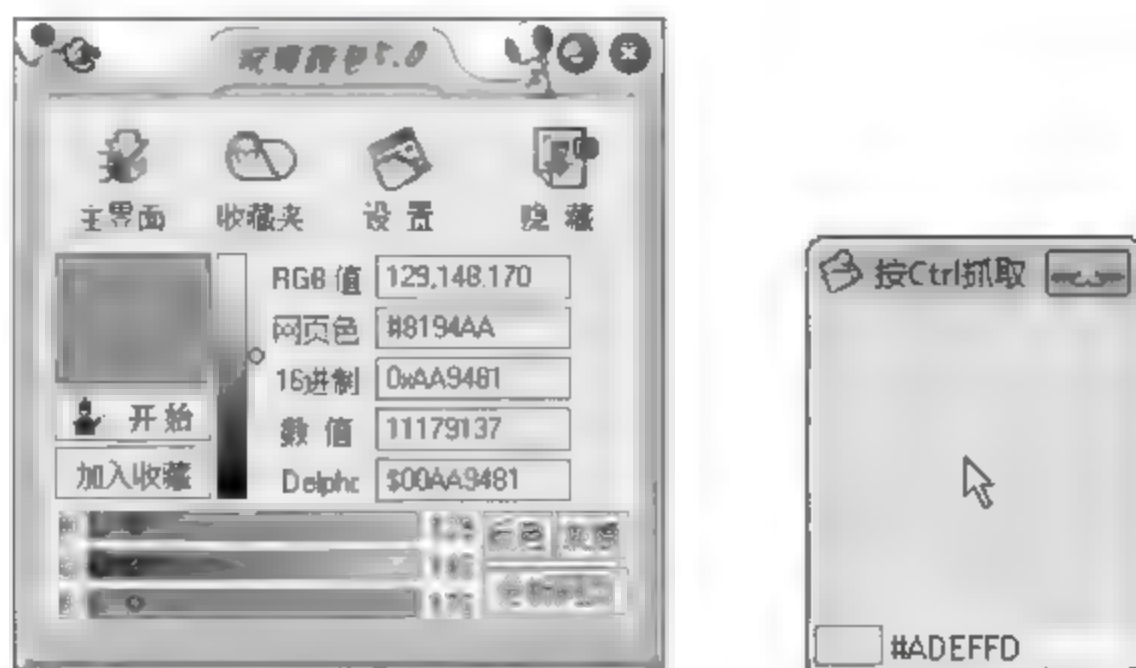 5.0
主界面 收藏夹 设置 隐藏
RGB值 129,148,170
网页色 #8194AA
16进制 0xAA9481
开始
数值 11179137
加入收藏
Delphi $00AA9481
按Ctrl抓取
#ADEFFD